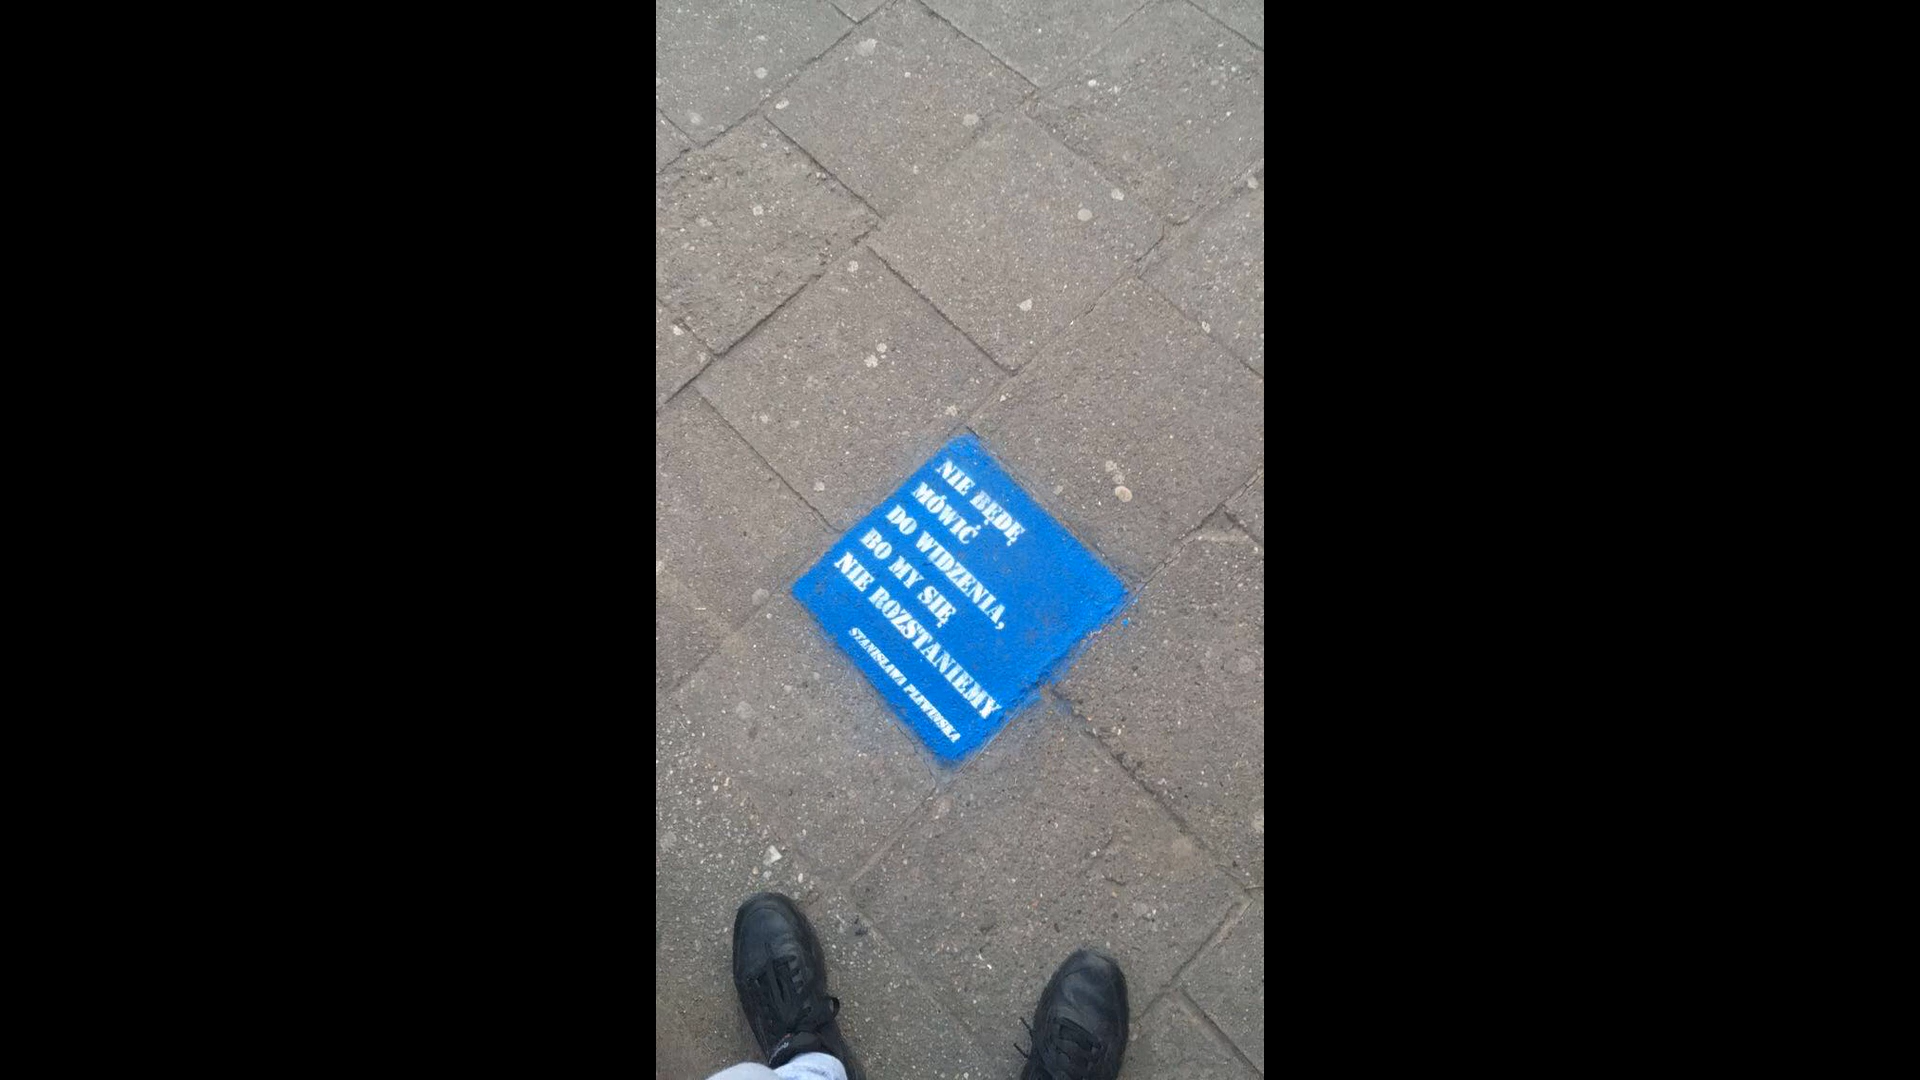 NIE BĘDĘ
MÓWIĆ
DO WIDZENIA,
BO MY SIĘ
NIE ROZSTANIEMY
STANISŁAWA PLEWIŃSKA